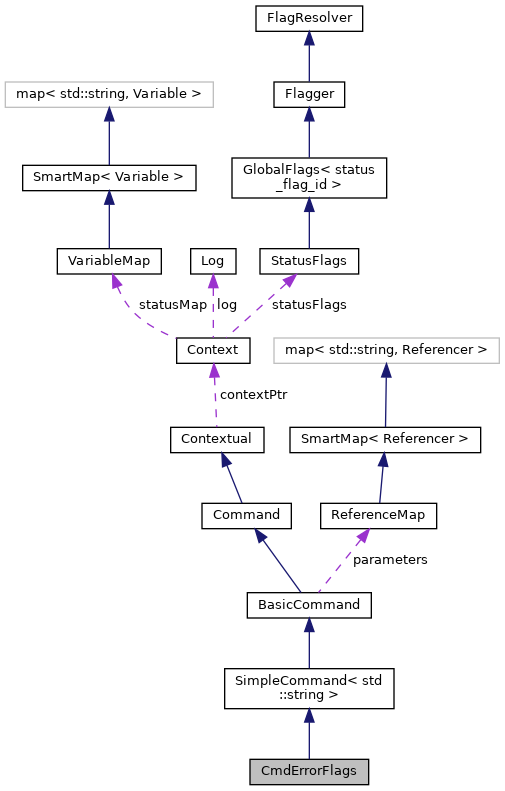 FlagResolver
map< std::string, Variable >
Flagger
SmartMap< Variable >
GlobalFlags< status
_flag_id >
VariableMap
Log
StatusFlags
statusMap
log
statusFlags
Context
map< std::string, Referencer >
contextPtr
Contextual
SmartMap< Referencer >
Command
ReferenceMap
parameters
BasicCommand
SimpleCommand< std
::string >
CmdErrorFlags